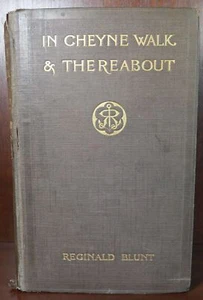 IN CHEYNE WALK
& THEREABOUT
REGINALD BLUNT